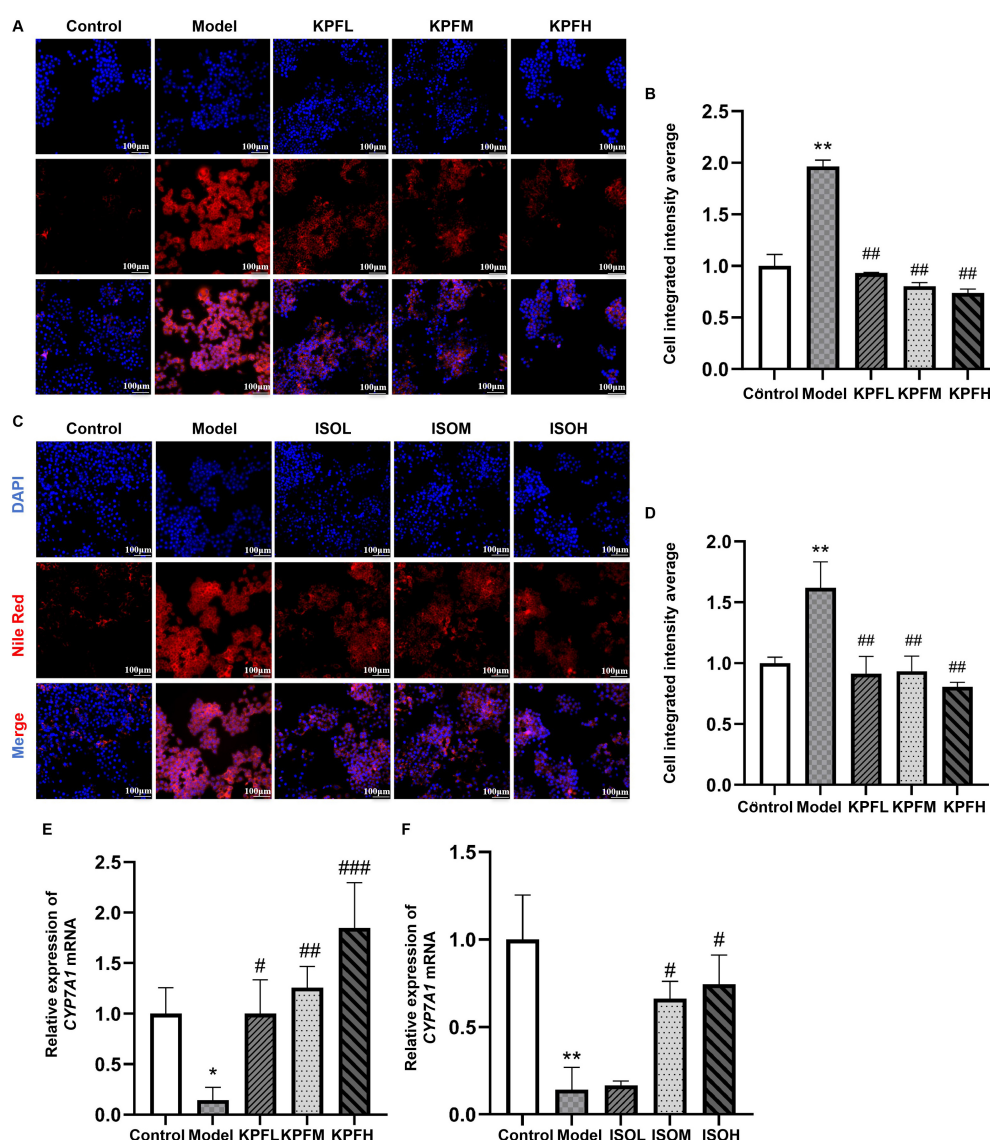 A
Control Model KPFL KPFM KPFH
100μm 100μm 100μm 100μm 100μm
100μm 100μm 100μm 100μm 100μm
100μm 100μm 100μm 100μm 100μm
B
Cell integrated intensity average
2.5
2.0
1.5
1.0
0.5
0.0
**
##
##
##
Control Model KPFL KPFM KPFH
C
Control Model ISOL ISOM ISOH
DAPI
100μm 100μm 100μm 100μm 100μm
Nile Red
100μm 100μm 100μm 100μm 100μm
Merge
100μm 100μm 100μm 100μm 100μm
D
Cell integrated intensity average
2.0
1.5
1.0
0.5
0.0
**
##
##
##
Control Model KPFL KPFM KPFH
E
Relative expression of
CYP7A1 mRNA
2.5
2.0
1.5
1.0
0.5
0.0
*
#
##
###
Control Model KPFL KPFM KPFH
F
Relative expression of
CYP7A1 mRNA
1.5
1.0
0.5
0.0
**
#
#
Control Model ISOL ISOM ISOH